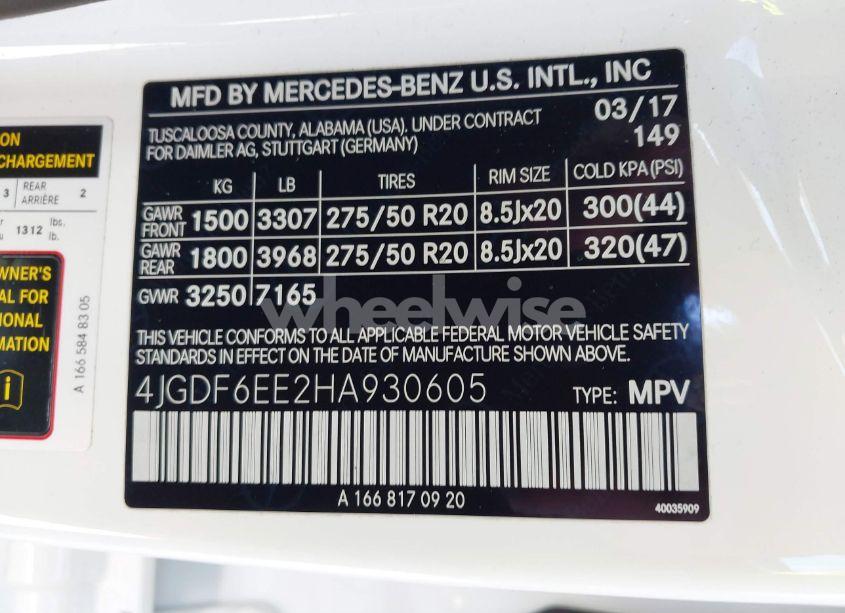 MFD BY MERCEDES-BENZ U.S. INTL., INC
TUSCALOOSA COUNTY, ALABAMA (USA). UNDER CONTRACT
FOR DAIMLER AG, STUTTGART (GERMANY)
03/17
149
KG LB TIRES RIM SIZE COLD KPA (PSI)
GAWR FRONT 1500 3307 275/50 R20 8.5Jx20 300(44)
GAWR REAR 1800 3968 275/50 R20 8.5Jx20 320(47)
GVWR 3250 7165
wheelwise
THIS VEHICLE CONFORMS TO ALL APPLICABLE FEDERAL MOTOR VEHICLE SAFETY
STANDARDS IN EFFECT ON THE DATE OF MANUFACTURE SHOWN ABOVE.
4JGDF6EE2HA930605 TYPE: MPV
A 166 817 09 20
40035909
ON
CHARGEMENT
3 REAR 2
ARRIÈRE
1312 lbs.
lb.
OWNER'S
AL FOR
IONAL
MATION
i
A 166 584 83 05